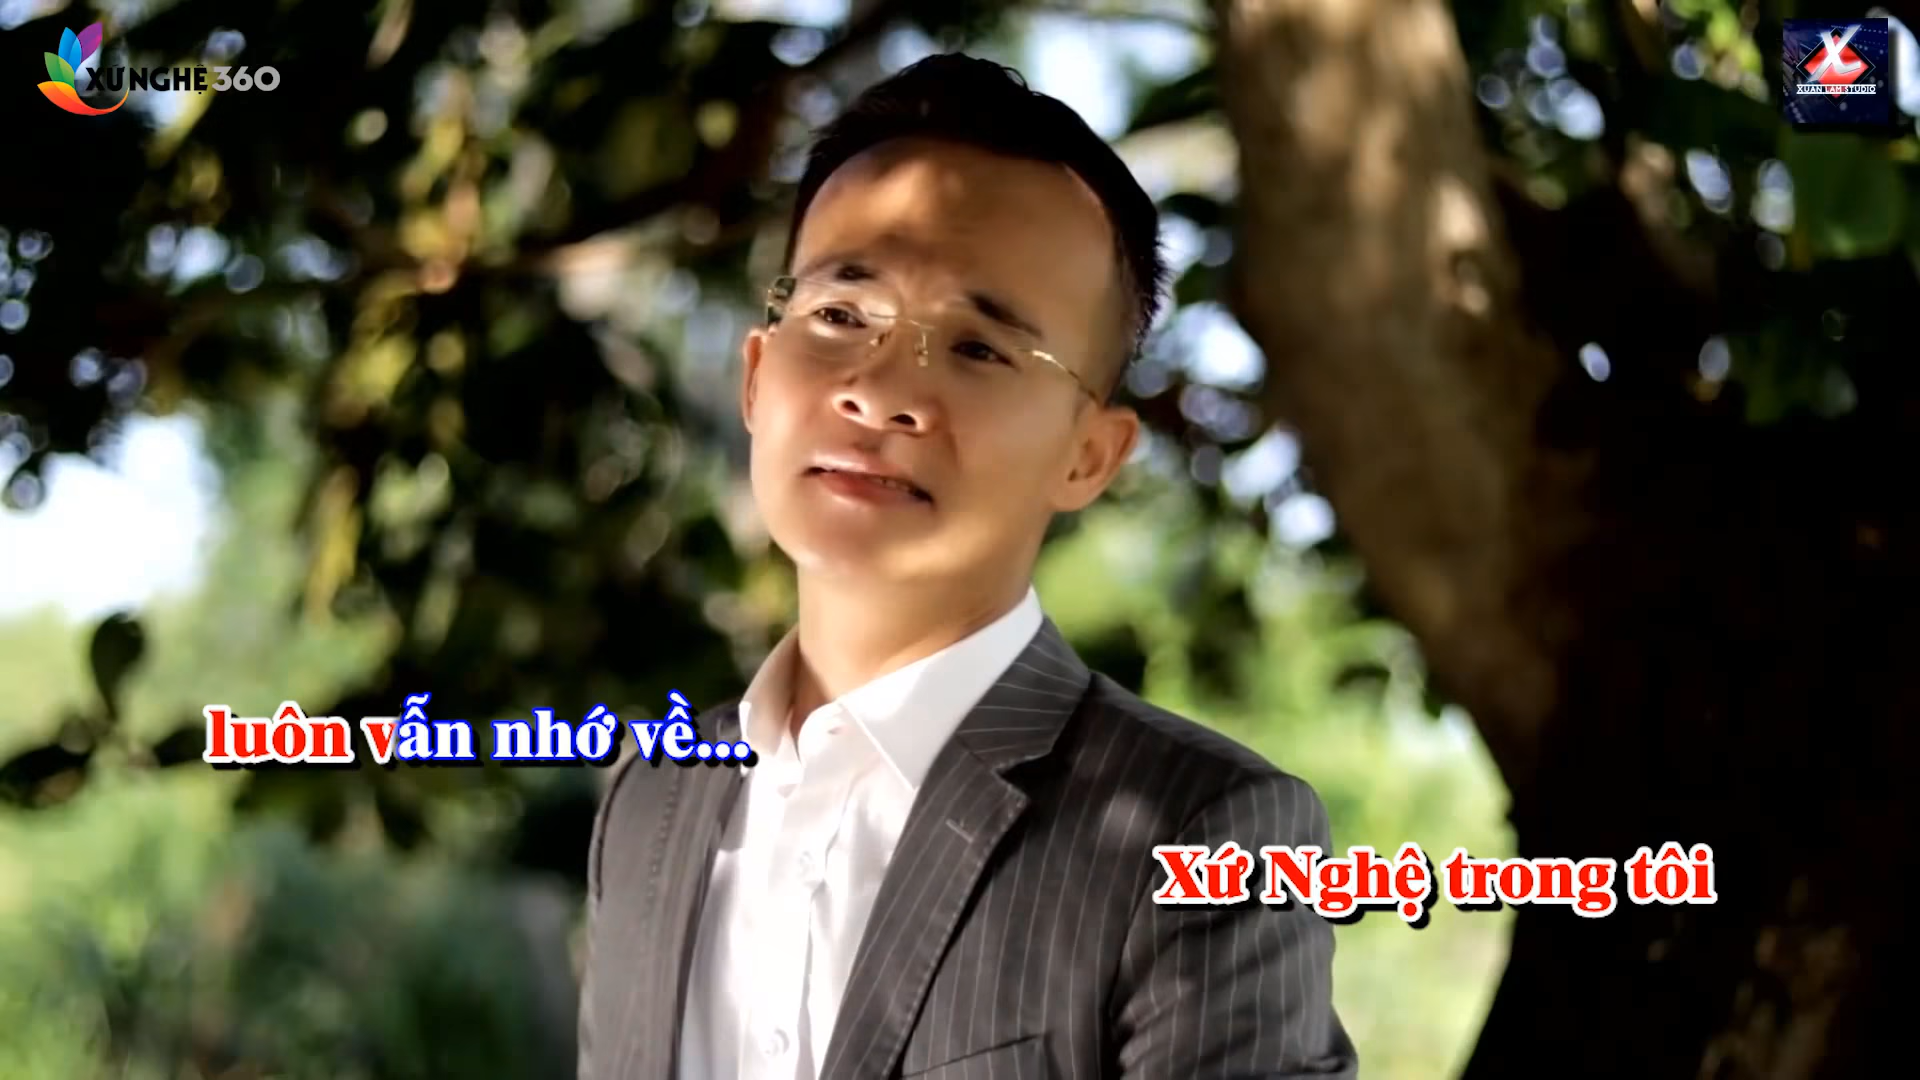 XỨ NGHỆ 360
X
XUAN LAM STUDIO
luôn vẫn nhớ về...
Xứ Nghệ trong tôi